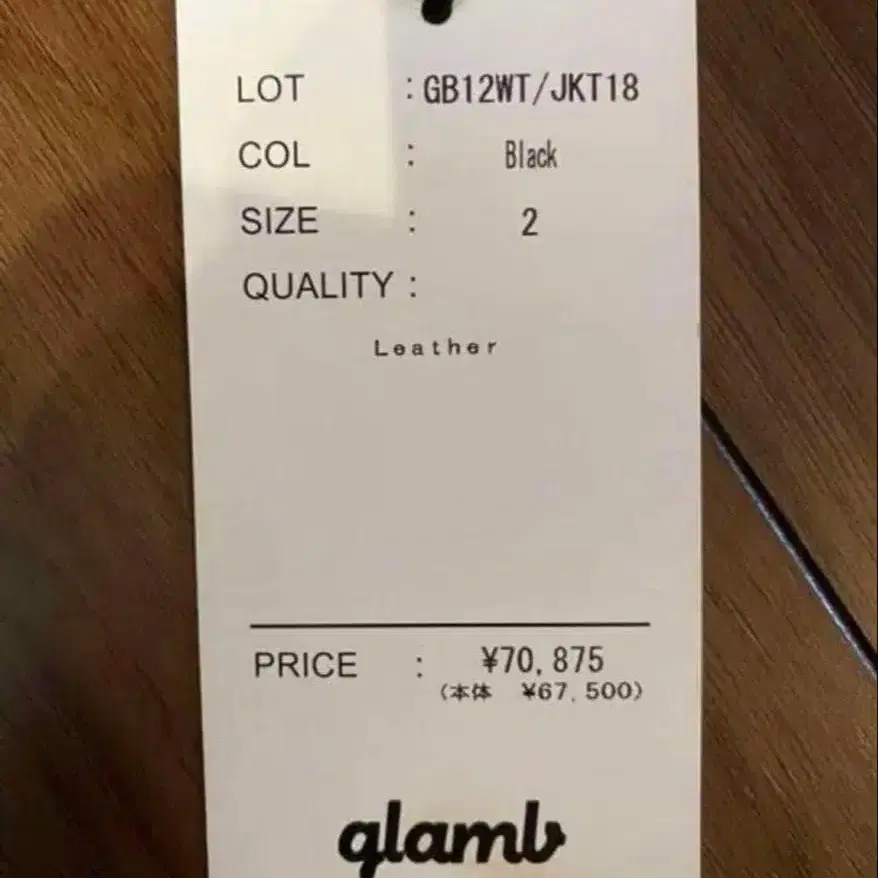 LOT : GB12WT/JKT18
COL : Black
SIZE : 2
QUALITY :
Leather
PRICE : ¥70,875
(本体 ¥67,500)
glamb